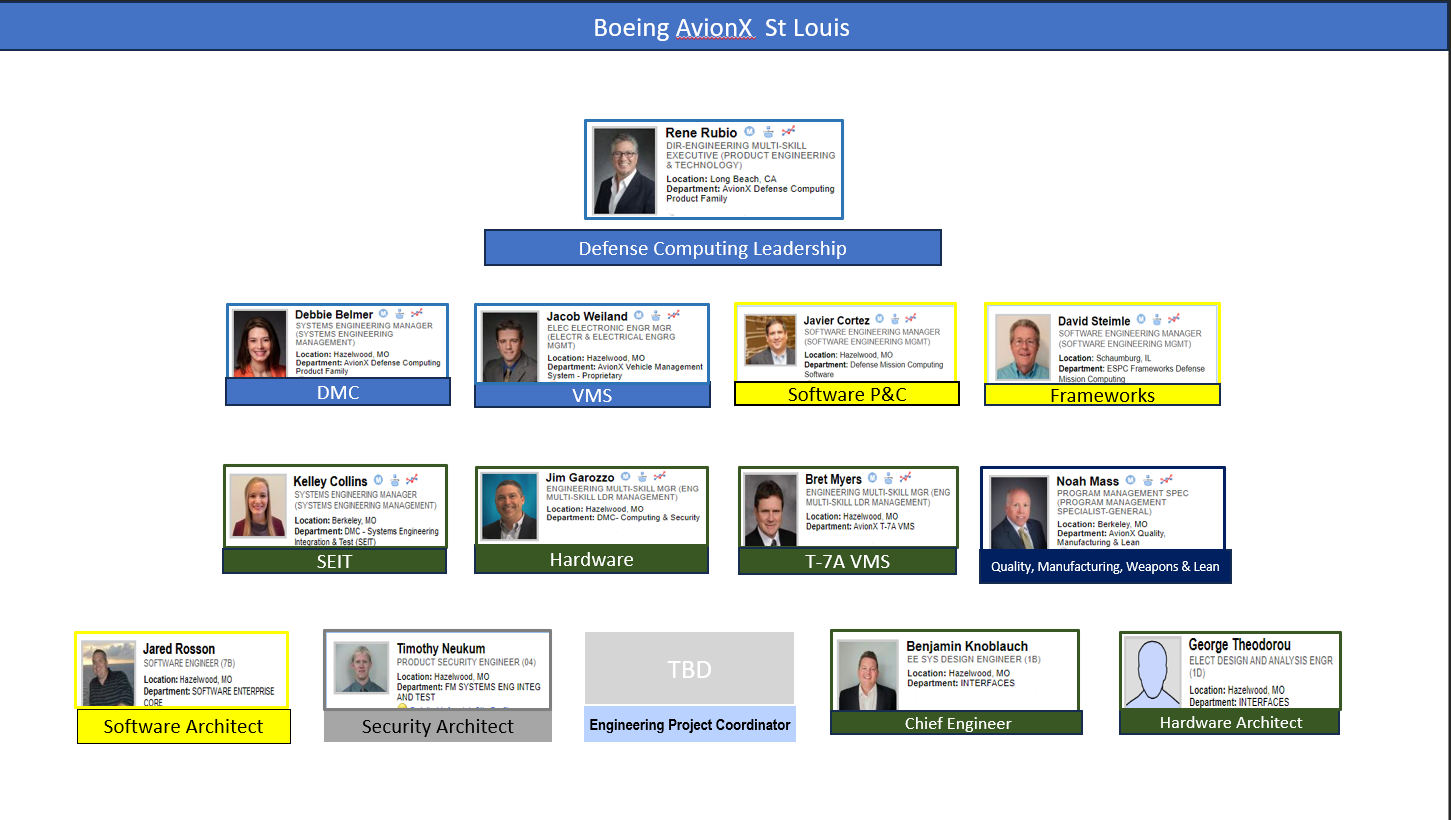 Boeing AvionX St Louis
Rene Rubio
DIR-ENGINEERING MULTI-SKILL
EXECUTIVE (PRODUCT ENGINEERING
& TECHNOLOGY)
Location: Long Beach, CA
Department: AvionX Defense Computing
Product Family
Defense Computing Leadership
Debbie Belmer
SYSTEMS ENGINEERING MANAGER
(SYSTEMS ENGINEERING
MANAGEMENT)
Location: Hazelwood, MO
Department: AvionX Defense Computing
Product Family
DMC
Jacob Weiland
ELEC ELECTRONIC ENGR MGR
(ELECTR & ELECTRICAL ENGRG
MGMT)
Location: Hazelwood, MO
Department: AvionX Vehicle Management
System - Proprietary
VMS
Javier Cortez
SOFTWARE ENGINEERING MANAGER
(SOFTWARE ENGINEERING MGMT)
Location: Hazelwood, MO
Department: Defense Mission Computing
Software
Software P&C
David Steimle
SOFTWARE ENGINEERING MANAGER
(SOFTWARE ENGINEERING MGMT)
Location: Schaumburg, IL
Department: ESPC Frameworks Defense
Mission Computing
Frameworks
Kelley Collins
SYSTEMS ENGINEERING MANAGER
(SYSTEMS ENGINEERING MANAGEMENT)
Location: Berkeley, MO
Department: DMC - Systems Engineering
Integration & Test (SEIT)
SEIT
Jim Garozzo
ENGINEERING MULTI-SKILL MGR (ENG
MULTI-SKILL LDR MANAGEMENT)
Location: Hazelwood, MO
Department: DMC- Computing & Security
Hardware
Bret Myers
ENGINEERING MULTI-SKILL MGR (ENG
MULTI-SKILL LDR MANAGEMENT)
Location: Hazelwood, MO
Department: AvionX T-7A VMS
T-7A VMS
Noah Mass
PROGRAM MANAGEMENT SPEC
(PROGRAM MANAGEMENT
SPECIALIST-GENERAL)
Location: Berkeley, MO
Department: AvionX Quality,
Manufacturing & Lean
Quality, Manufacturing, Weapons & Lean
Jared Rosson
SOFTWARE ENGINEER (7B)
Location: Hazelwood, MO
Department: SOFTWARE ENTERPRISE
CORE
Software Architect
Timothy Neukum
PRODUCT SECURITY ENGINEER (04)
Location: Hazelwood, MO
Department: FM SYSTEMS ENG INTEG
AND TEST
Security Architect
TBD
Engineering Project Coordinator
Benjamin Knoblauch
EE SYS DESIGN ENGINEER (1B)
Location: Hazelwood, MO
Department: INTERFACES
Chief Engineer
George Theodorou
ELECT DESIGN AND ANALYSIS ENGR
(1D)
Location: Hazelwood, MO
Department: INTERFACES
Hardware Architect